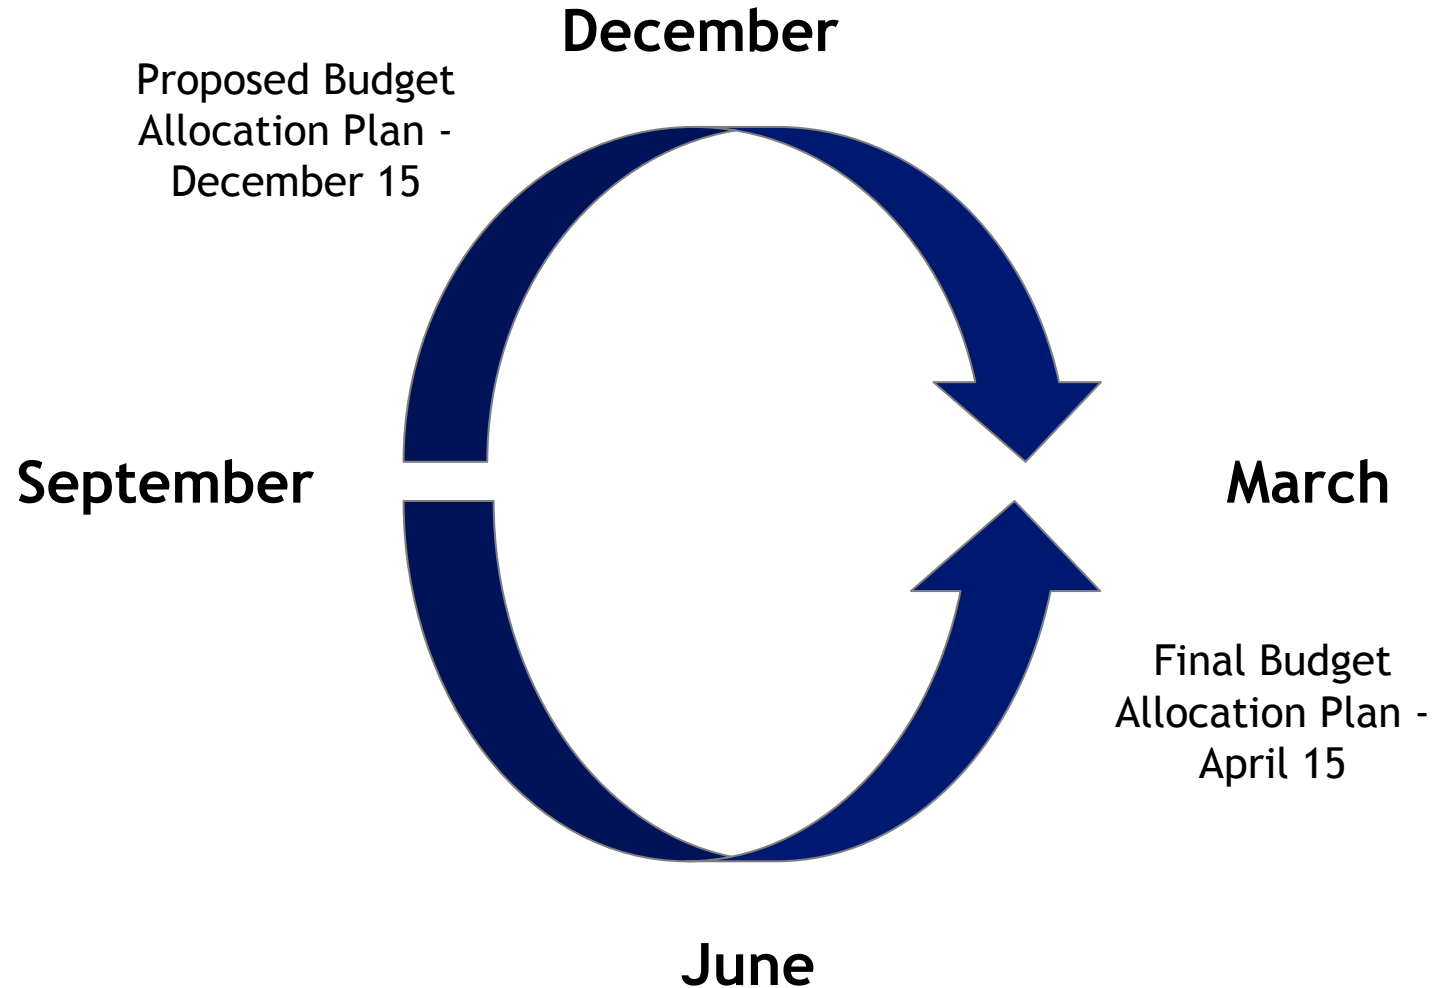 December
Proposed Budget
Allocation Plan -
December 15
September
March
Final Budget
Allocation Plan -
April 15
June